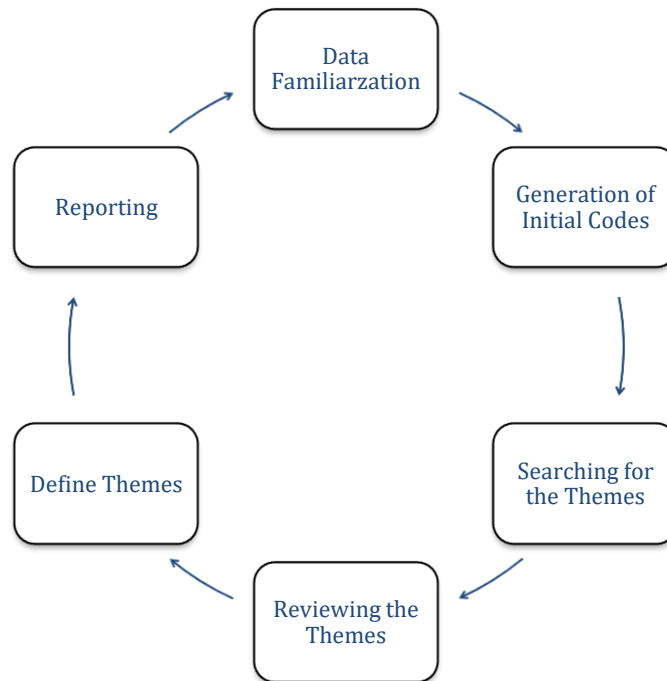 Data
Familiarzation
Generation of
Initial Codes
Searching for
the Themes
Reviewing the
Themes
Define Themes
Reporting